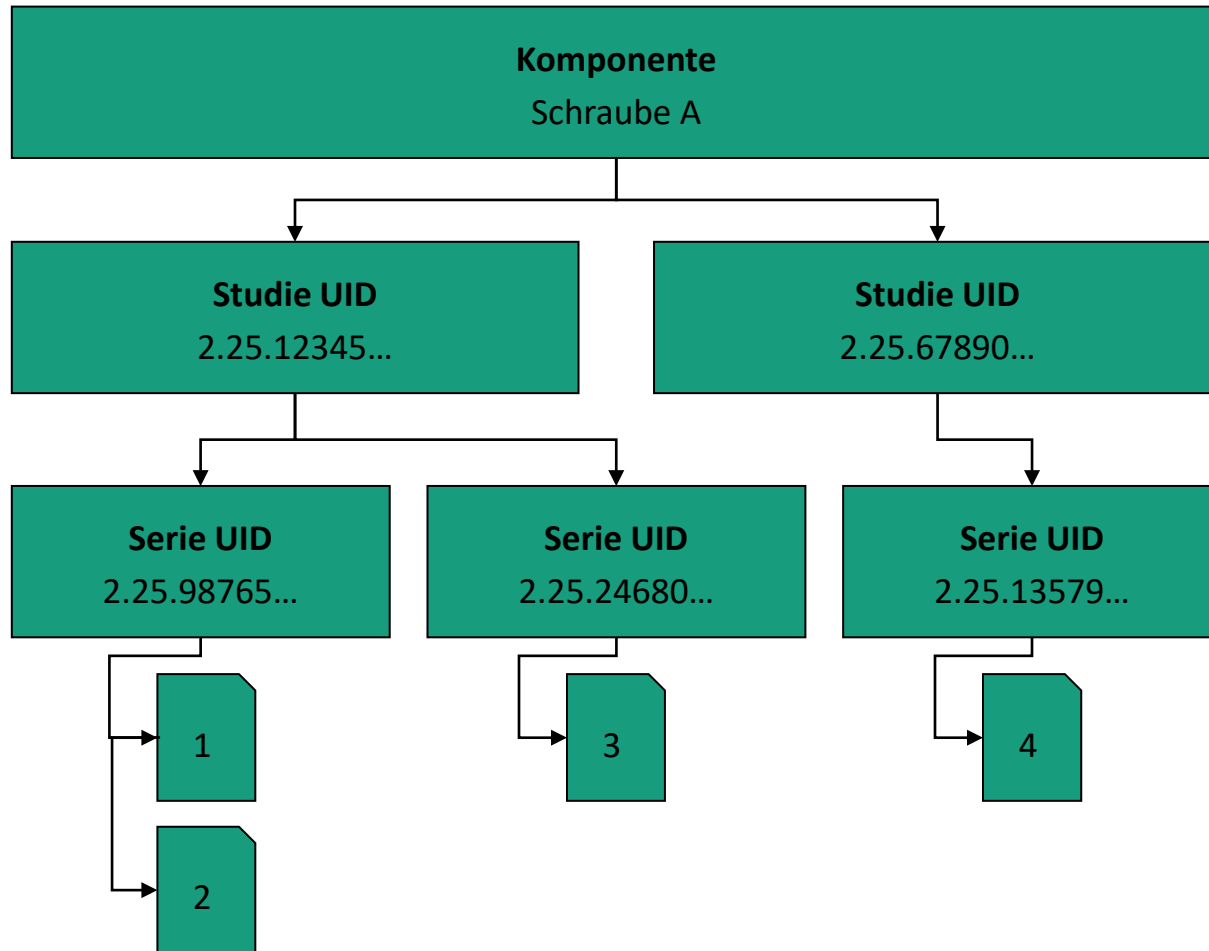 Komponente
Schraube A
Studie UID
2.25.12345…
Studie UID
2.25.67890…
Serie UID
2.25.98765…
Serie UID
2.25.24680…
Serie UID
2.25.13579…
1
3
4
2